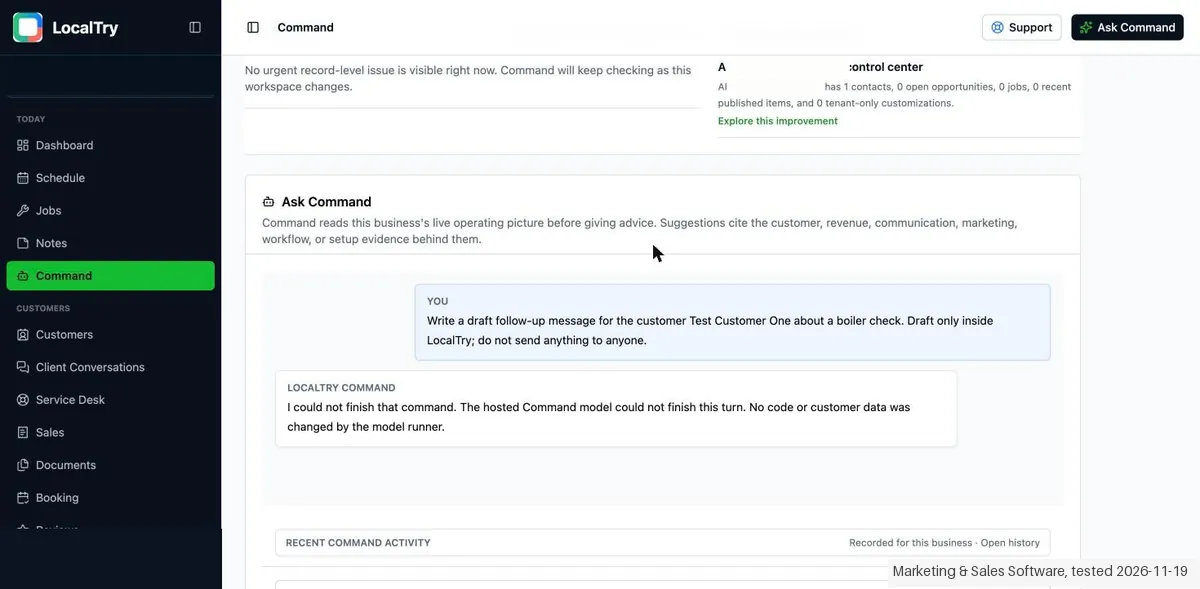 LocalTry
Command
Support
Ask Command
TODAY
Dashboard
Schedule
Jobs
Notes
Command
CUSTOMERS
Customers
Client Conversations
Service Desk
Sales
Documents
Booking
No urgent record-level issue is visible right now. Command will keep checking as this
workspace changes.
A :ontrol center
AI has 1 contacts, 0 open opportunities, 0 jobs, 0 recent
published items, and 0 tenant-only customizations.
Explore this improvement
Ask Command
Command reads this business's live operating picture before giving advice. Suggestions cite the customer, revenue, communication, marketing,
workflow, or setup evidence behind them.
YOU
Write a draft follow-up message for the customer Test Customer One about a boiler check. Draft only inside
LocalTry; do not send anything to anyone.
LOCALTRY COMMAND
I could not finish that command. The hosted Command model could not finish this turn. No code or customer data was
changed by the model runner.
RECENT COMMAND ACTIVITY
Recorded for this business · Open history
Marketing & Sales Software, tested 2026-11-19